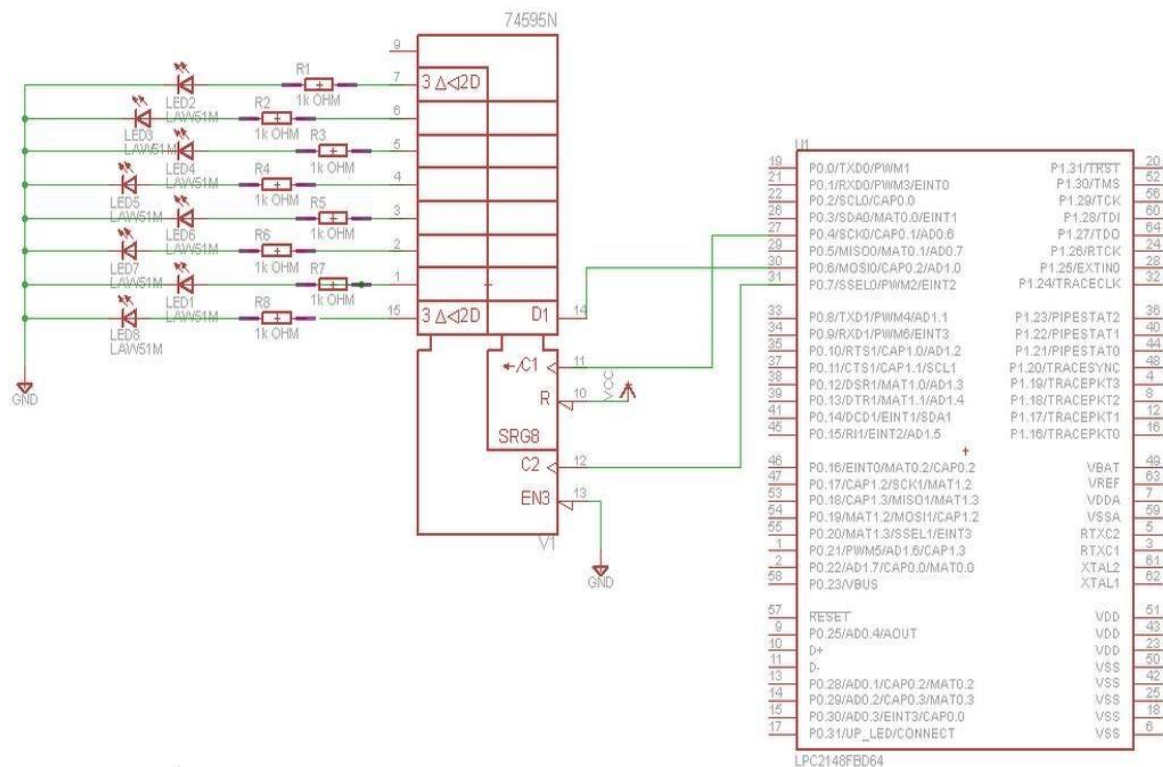 74595N
9
3 Δ◁2D
7
R1
1k OHM
LED2
LAW51M
6
R2
1k OHM
LED3
LAW51M
5
R3
1k OHM
LED4
LAW51M
4
R4
1k OHM
LED5
LAW51M
3
R5
1k OHM
LED6
LAW51M
2
R6
1k OHM
LED7
LAW51M
1
R7
1k OHM
LED1
LAW51M
15
R8
1k OHM
LED8
LAW51M
3 Δ◁2D
D1
14
GND
←/C1
11
R
10
VCC
SRG8
C2
12
EN3
13
V1
GND
U1
19 P0.0/TXD0/PWM1
21 P0.1/RXD0/PWM3/EINT0
22 P0.2/SCL0/CAP0.0
26 P0.3/SDA0/MAT0.0/EINT1
27 P0.4/SCK0/CAP0.1/AD0.6
29 P0.5/MISO0/MAT0.1/AD0.7
30 P0.6/MOSI0/CAP0.2/AD1.0
31 P0.7/SSEL0/PWM2/EINT2
33 P0.8/TXD1/PWM4/AD1.1
34 P0.9/RXD1/PWM6/EINT3
35 P0.10/RTS1/CAP1.0/AD1.2
37 P0.11/CTS1/CAP1.1/SCL1
38 P0.12/DSR1/MAT1.0/AD1.3
39 P0.13/DTR1/MAT1.1/AD1.4
41 P0.14/DCD1/EINT1/SDA1
45 P0.15/RI1/EINT2/AD1.5
46 P0.16/EINT0/MAT0.2/CAP0.2
47 P0.17/CAP1.2/SCK1/MAT1.2
53 P0.18/CAP1.3/MISO1/MAT1.3
54 P0.19/MAT1.2/MOSI1/CAP1.2
55 P0.20/MAT1.3/SSEL1/EINT3
1 P0.21/PWM5/AD1.6/CAP1.3
2 P0.22/AD1.7/CAP0.0/MAT0.0
58 P0.23/VBUS
57 RESET
9 P0.25/AD0.4/AOUT
10 D+
11 D-
13 P0.28/AD0.1/CAP0.2/MAT0.2
14 P0.29/AD0.2/CAP0.3/MAT0.3
15 P0.30/AD0.3/EINT3/CAP0.0
17 P0.31/UP_LED/CONNECT
P1.31/TRST 20
P1.30/TMS 52
P1.29/TCK 56
P1.28/TDI 60
P1.27/TDO 64
P1.26/RTCK 24
P1.25/EXTIN0 28
P1.24/TRACECLK 32
P1.23/PIPESTAT2 36
P1.22/PIPESTAT1 40
P1.21/PIPESTAT0 44
P1.20/TRACESYNC 48
P1.19/TRACEPKT3 4
P1.18/TRACEPKT2 8
P1.17/TRACEPKT1 12
P1.16/TRACEPKT0 16
VBAT 49
VREF 63
VDDA 7
VSSA 59
RTXC2 5
RTXC1 3
XTAL2 61
XTAL1 62
VDD 51
VDD 43
VDD 23
VSS 50
VSS 42
VSS 25
VSS 18
VSS 6
LPC2148FBD64